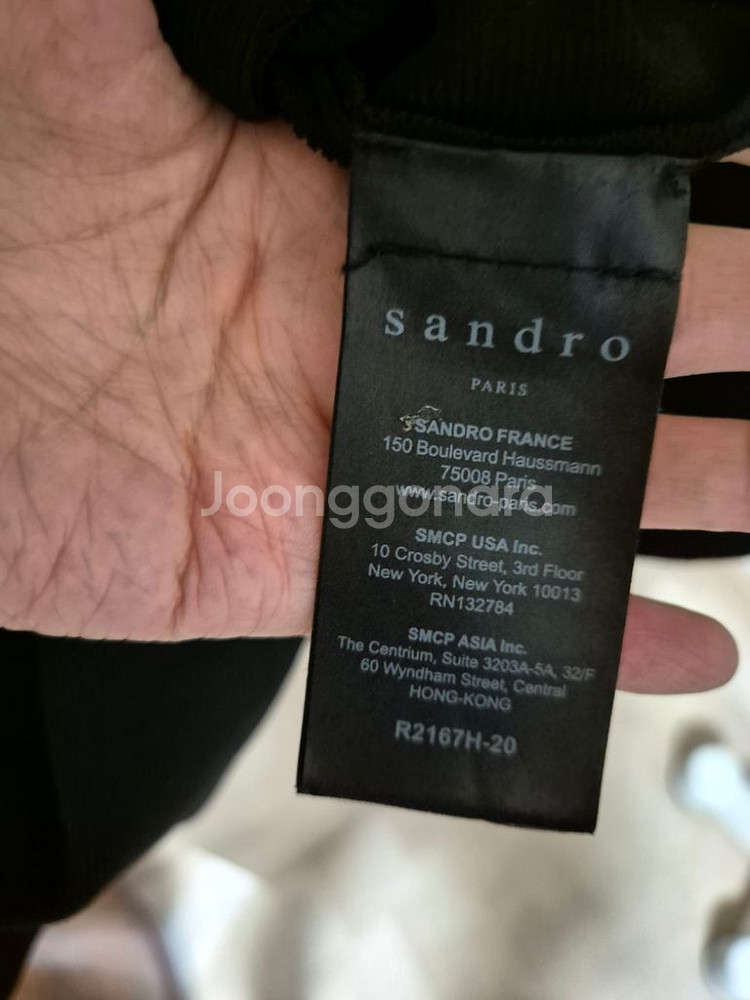 sandro
PARIS
SANDRO FRANCE
150 Boulevard Haussmann
75008 Paris
www.sandro-paris.com
Joonggonara
SMCP USA Inc.
10 Crosby Street, 3rd Floor
New York, New York 10013
RN132784
SMCP ASIA Inc.
The Centrium, Suite 3203A-5A, 32/F
60 Wyndham Street, Central
HONG-KONG
R2167H-20